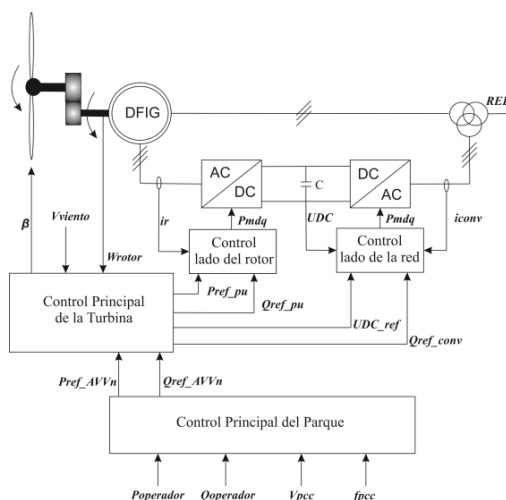 DFIG
RED
AC
DC
C
DC
AC
β
Vviento
ir
Pmdq
UDC
Pmdq
iconv
Wrotor
Control
lado del rotor
Control
lado de la red
Control Principal
de la Turbina
Pref_pu
Qref_pu
UDC_ref
Qref_conv
Pref_AVVn
Qref_AVVn
Control Principal del Parque
Poperador
Qoperador
Vpcc
fpcc